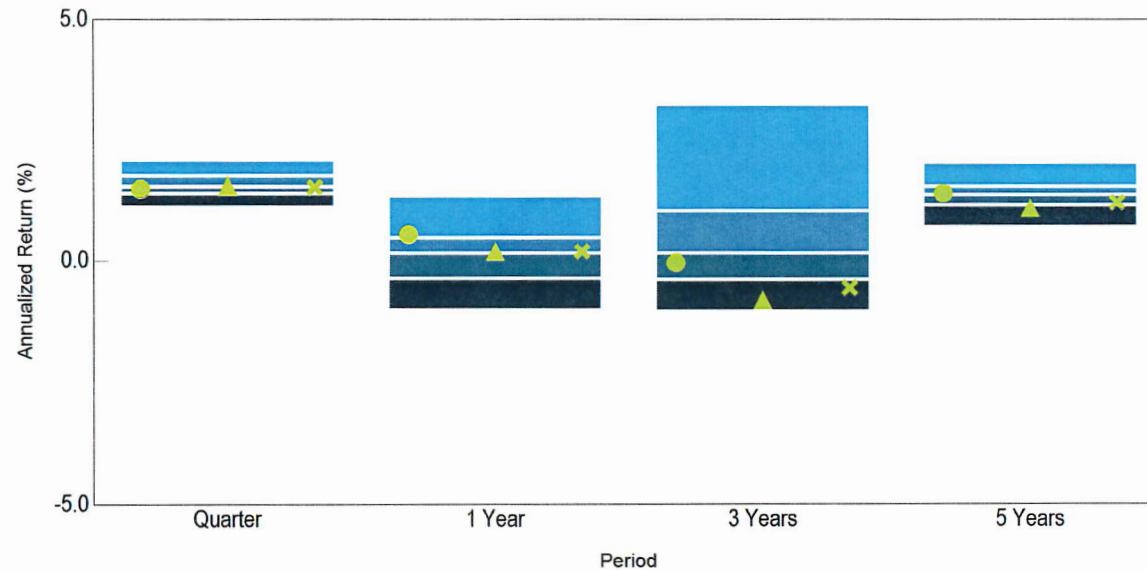 5.0
Annualized Return (%)
0.0
-5.0
Quarter 1 Year 3 Years 5 Years
Period